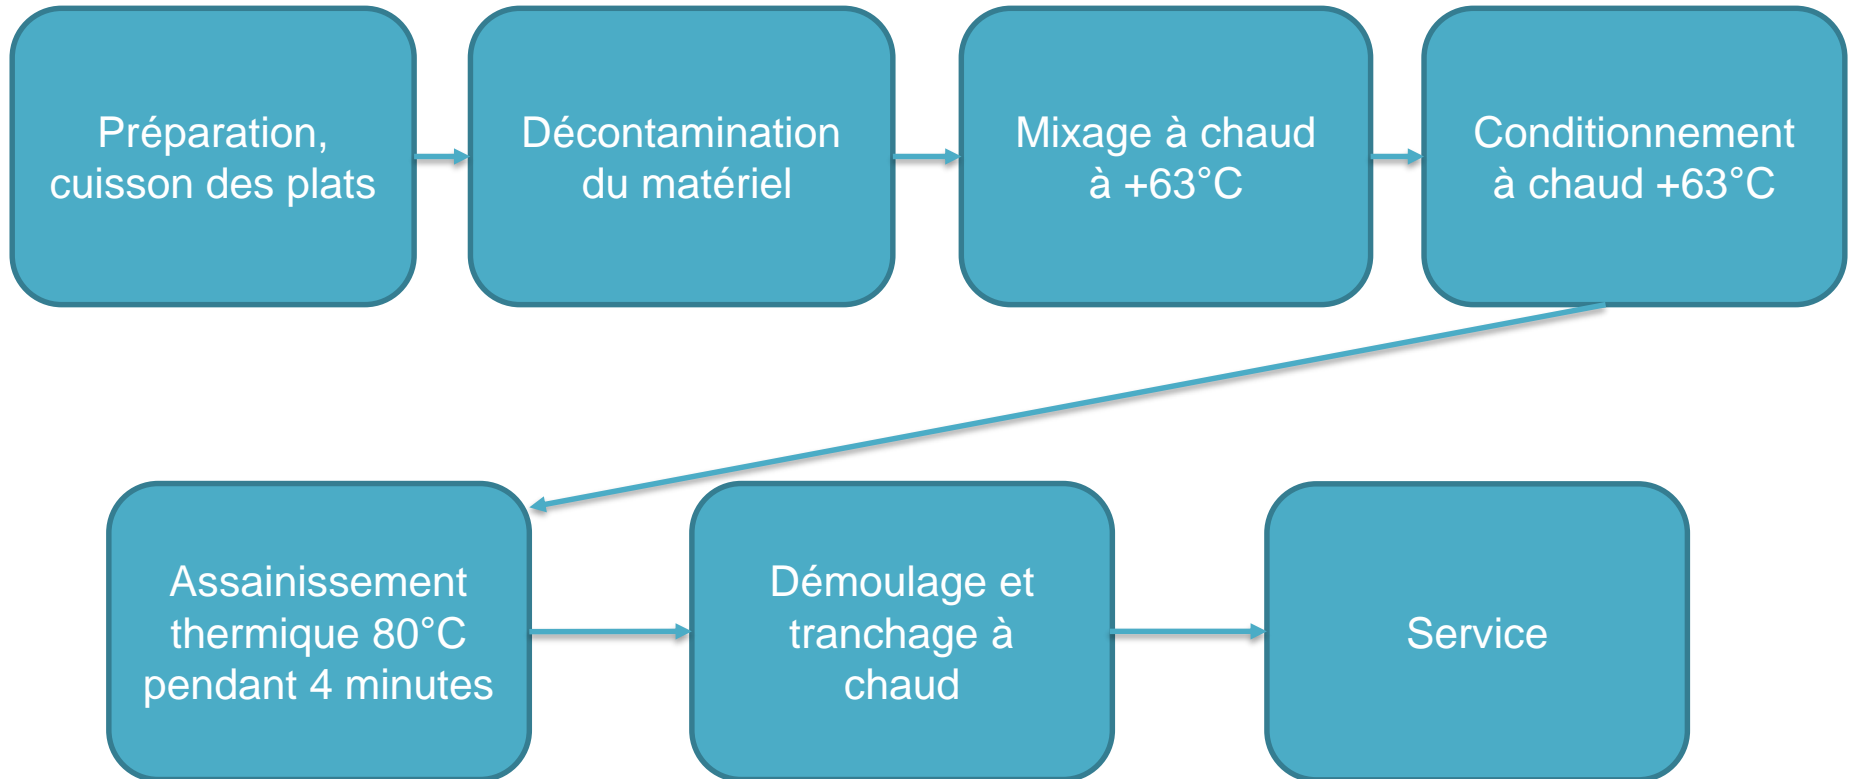 Préparation,
cuisson des plats
Décontamination
du matériel
Mixage à chaud
à +63°C
Conditionnement
à chaud +63°C
Assainissement
thermique 80°C
pendant 4 minutes
Démoulage et
tranchage à
chaud
Service